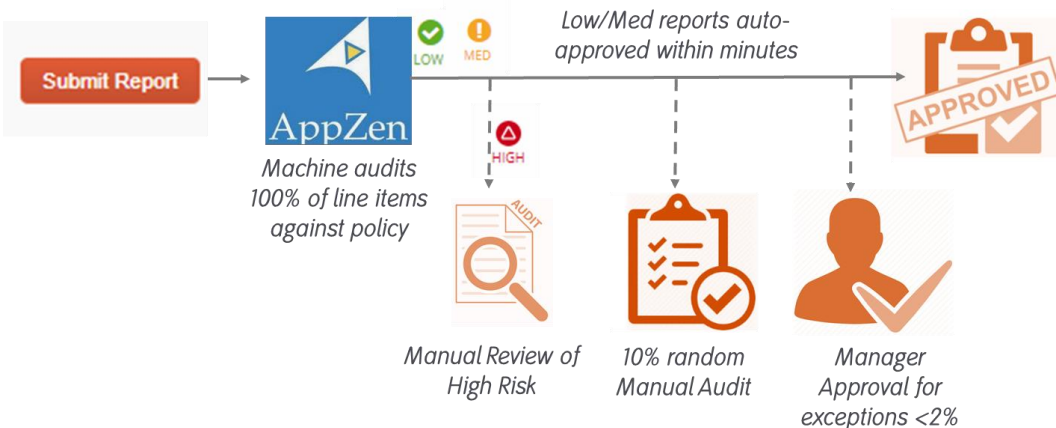 Submit Report
AppZen
Machine audits
100% of line items
against policy
LOW
MED
Low/Med reports auto-
approved within minutes
APPROVED
HIGH
AUDIT
Manual Review of
High Risk
10% random
Manual Audit
Manager
Approval for
exceptions <2%